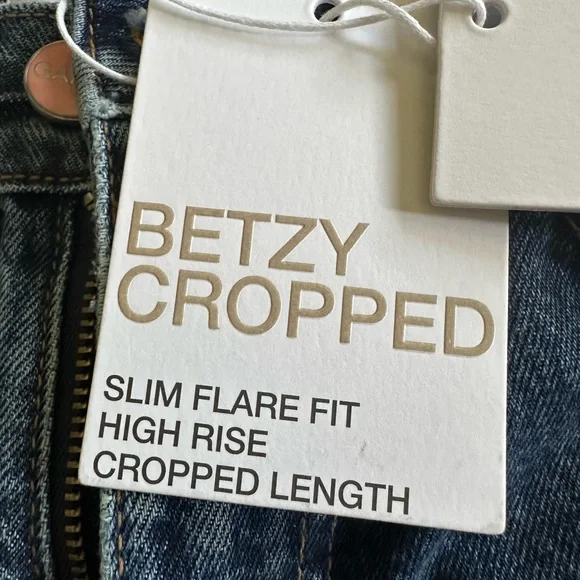 BETZY
CROPPED
SLIM FLARE FIT
HIGH RISE
CROPPED LENGTH